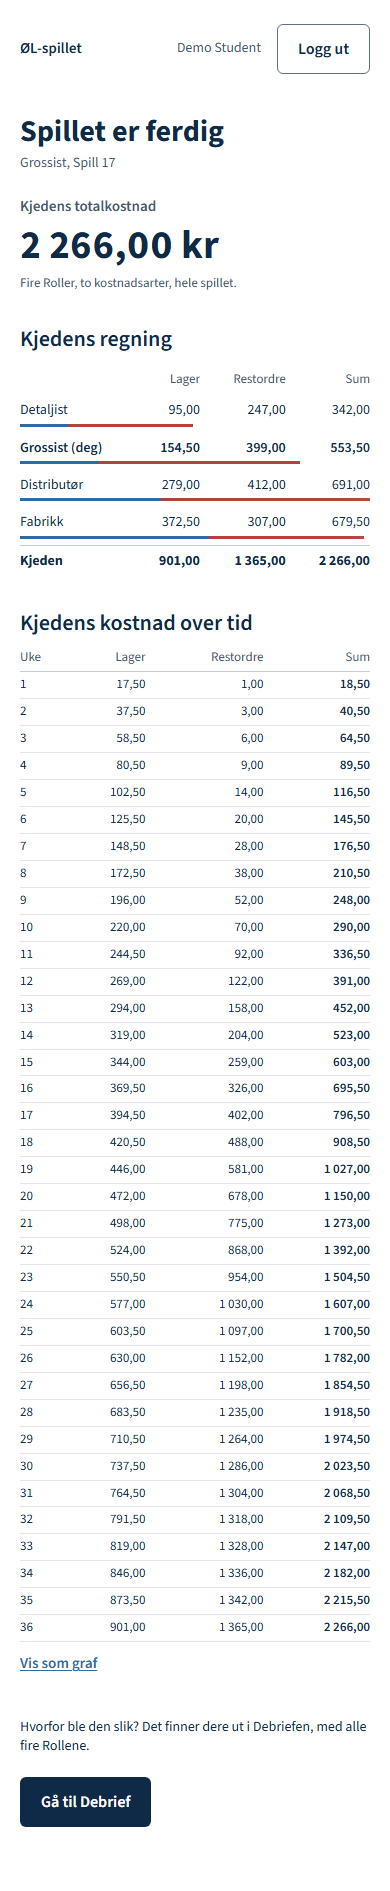 ØL-spillet Demo Student Logg ut
Spillet er ferdig
Grossist, Spill 17
Kjedens totalkostnad
2 266,00 kr
Fire Roller, to kostnadsarter, hele spillet.
Kjedens regning
Lager Restordre Sum
Detaljist 95,00 247,00 342,00
Grossist (deg) 154,50 399,00 553,50
Distributør 279,00 412,00 691,00
Fabrikk 372,50 307,00 679,50
Kjeden 901,00 1 365,00 2 266,00
Kjedens kostnad over tid
Uke Lager Restordre Sum
1 17,50 1,00 18,50
2 37,50 3,00 40,50
3 58,50 6,00 64,50
4 80,50 9,00 89,50
5 102,50 14,00 116,50
6 125,50 20,00 145,50
7 148,50 28,00 176,50
8 172,50 38,00 210,50
9 196,00 52,00 248,00
10 220,00 70,00 290,00
11 244,50 92,00 336,50
12 269,00 122,00 391,00
13 294,00 158,00 452,00
14 319,00 204,00 523,00
15 344,00 259,00 603,00
16 369,50 326,00 695,50
17 394,50 402,00 796,50
18 420,50 488,00 908,50
19 446,00 581,00 1 027,00
20 472,00 678,00 1 150,00
21 498,00 775,00 1 273,00
22 524,00 868,00 1 392,00
23 550,50 954,00 1 504,50
24 577,00 1 030,00 1 607,00
25 603,50 1 097,00 1 700,50
26 630,00 1 152,00 1 782,00
27 656,50 1 198,00 1 854,50
28 683,50 1 235,00 1 918,50
29 710,50 1 264,00 1 974,50
30 737,50 1 286,00 2 023,50
31 764,50 1 304,00 2 068,50
32 791,50 1 318,00 2 109,50
33 819,00 1 328,00 2 147,00
34 846,00 1 336,00 2 182,00
35 873,50 1 342,00 2 215,50
36 901,00 1 365,00 2 266,00
Vis som graf
Hvorfor ble den slik? Det finner dere ut i Debriefen, med alle
fire Rollene.
Gå til Debrief